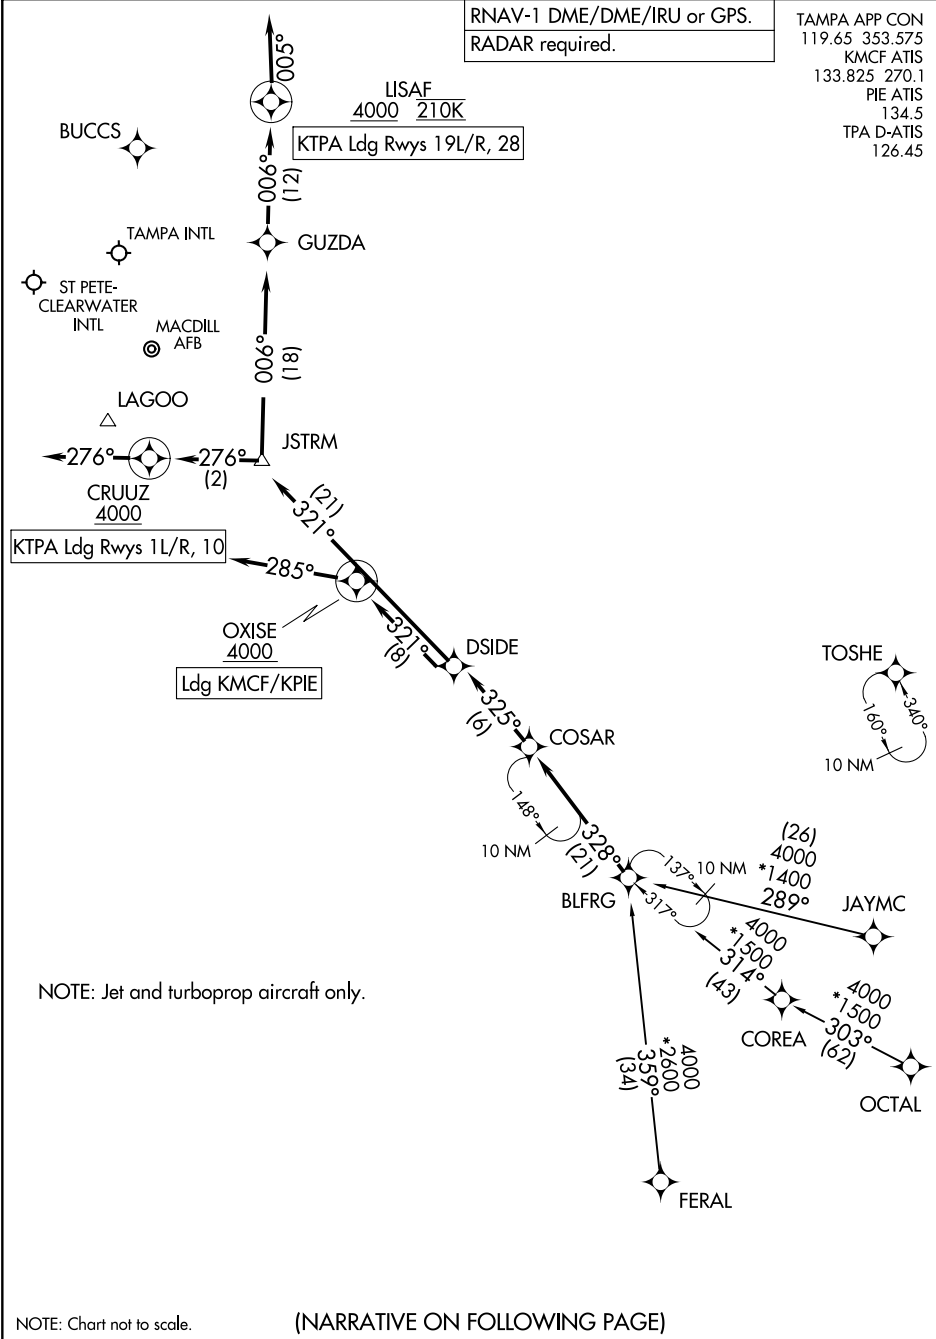 RNAV-1 DME/DME/IRU or GPS.
RADAR required.
TAMPA APP CON
119.65 353.575
KMCF ATIS
133.825 270.1
PIE ATIS
134.5
TPA D-ATIS
126.45
005°
LISAF
4000 210K
KTPA Ldg Rwys 19L/R, 28
BUCCS
006°
(12)
GUZDA
TAMPA INTL
ST PETE-
CLEARWATER
INTL
MACDILL
AFB
006°
(18)
LAGOO
JSTRM
276°
276°
(2)
CRUUZ
4000
KTPA Ldg Rwys 1L/R, 10
(21)
321°
285°
OXISE
4000
Ldg KMCF/KPIE
321°
(8)
DSIDE
TOSHE
340°
160°
10 NM
325°
(6)
COSAR
148°
10 NM
328°
(21)
BLFRG
137°
10 NM
317°
(26)
4000
*1400
289°
JAYMC
4000
*1500
314°
(43)
COREA
4000
*1500
303°
(62)
OCTAL
4000
*2600
359°
(34)
FERAL
NOTE: Jet and turboprop aircraft only.
NOTE: Chart not to scale.
(NARRATIVE ON FOLLOWING PAGE)